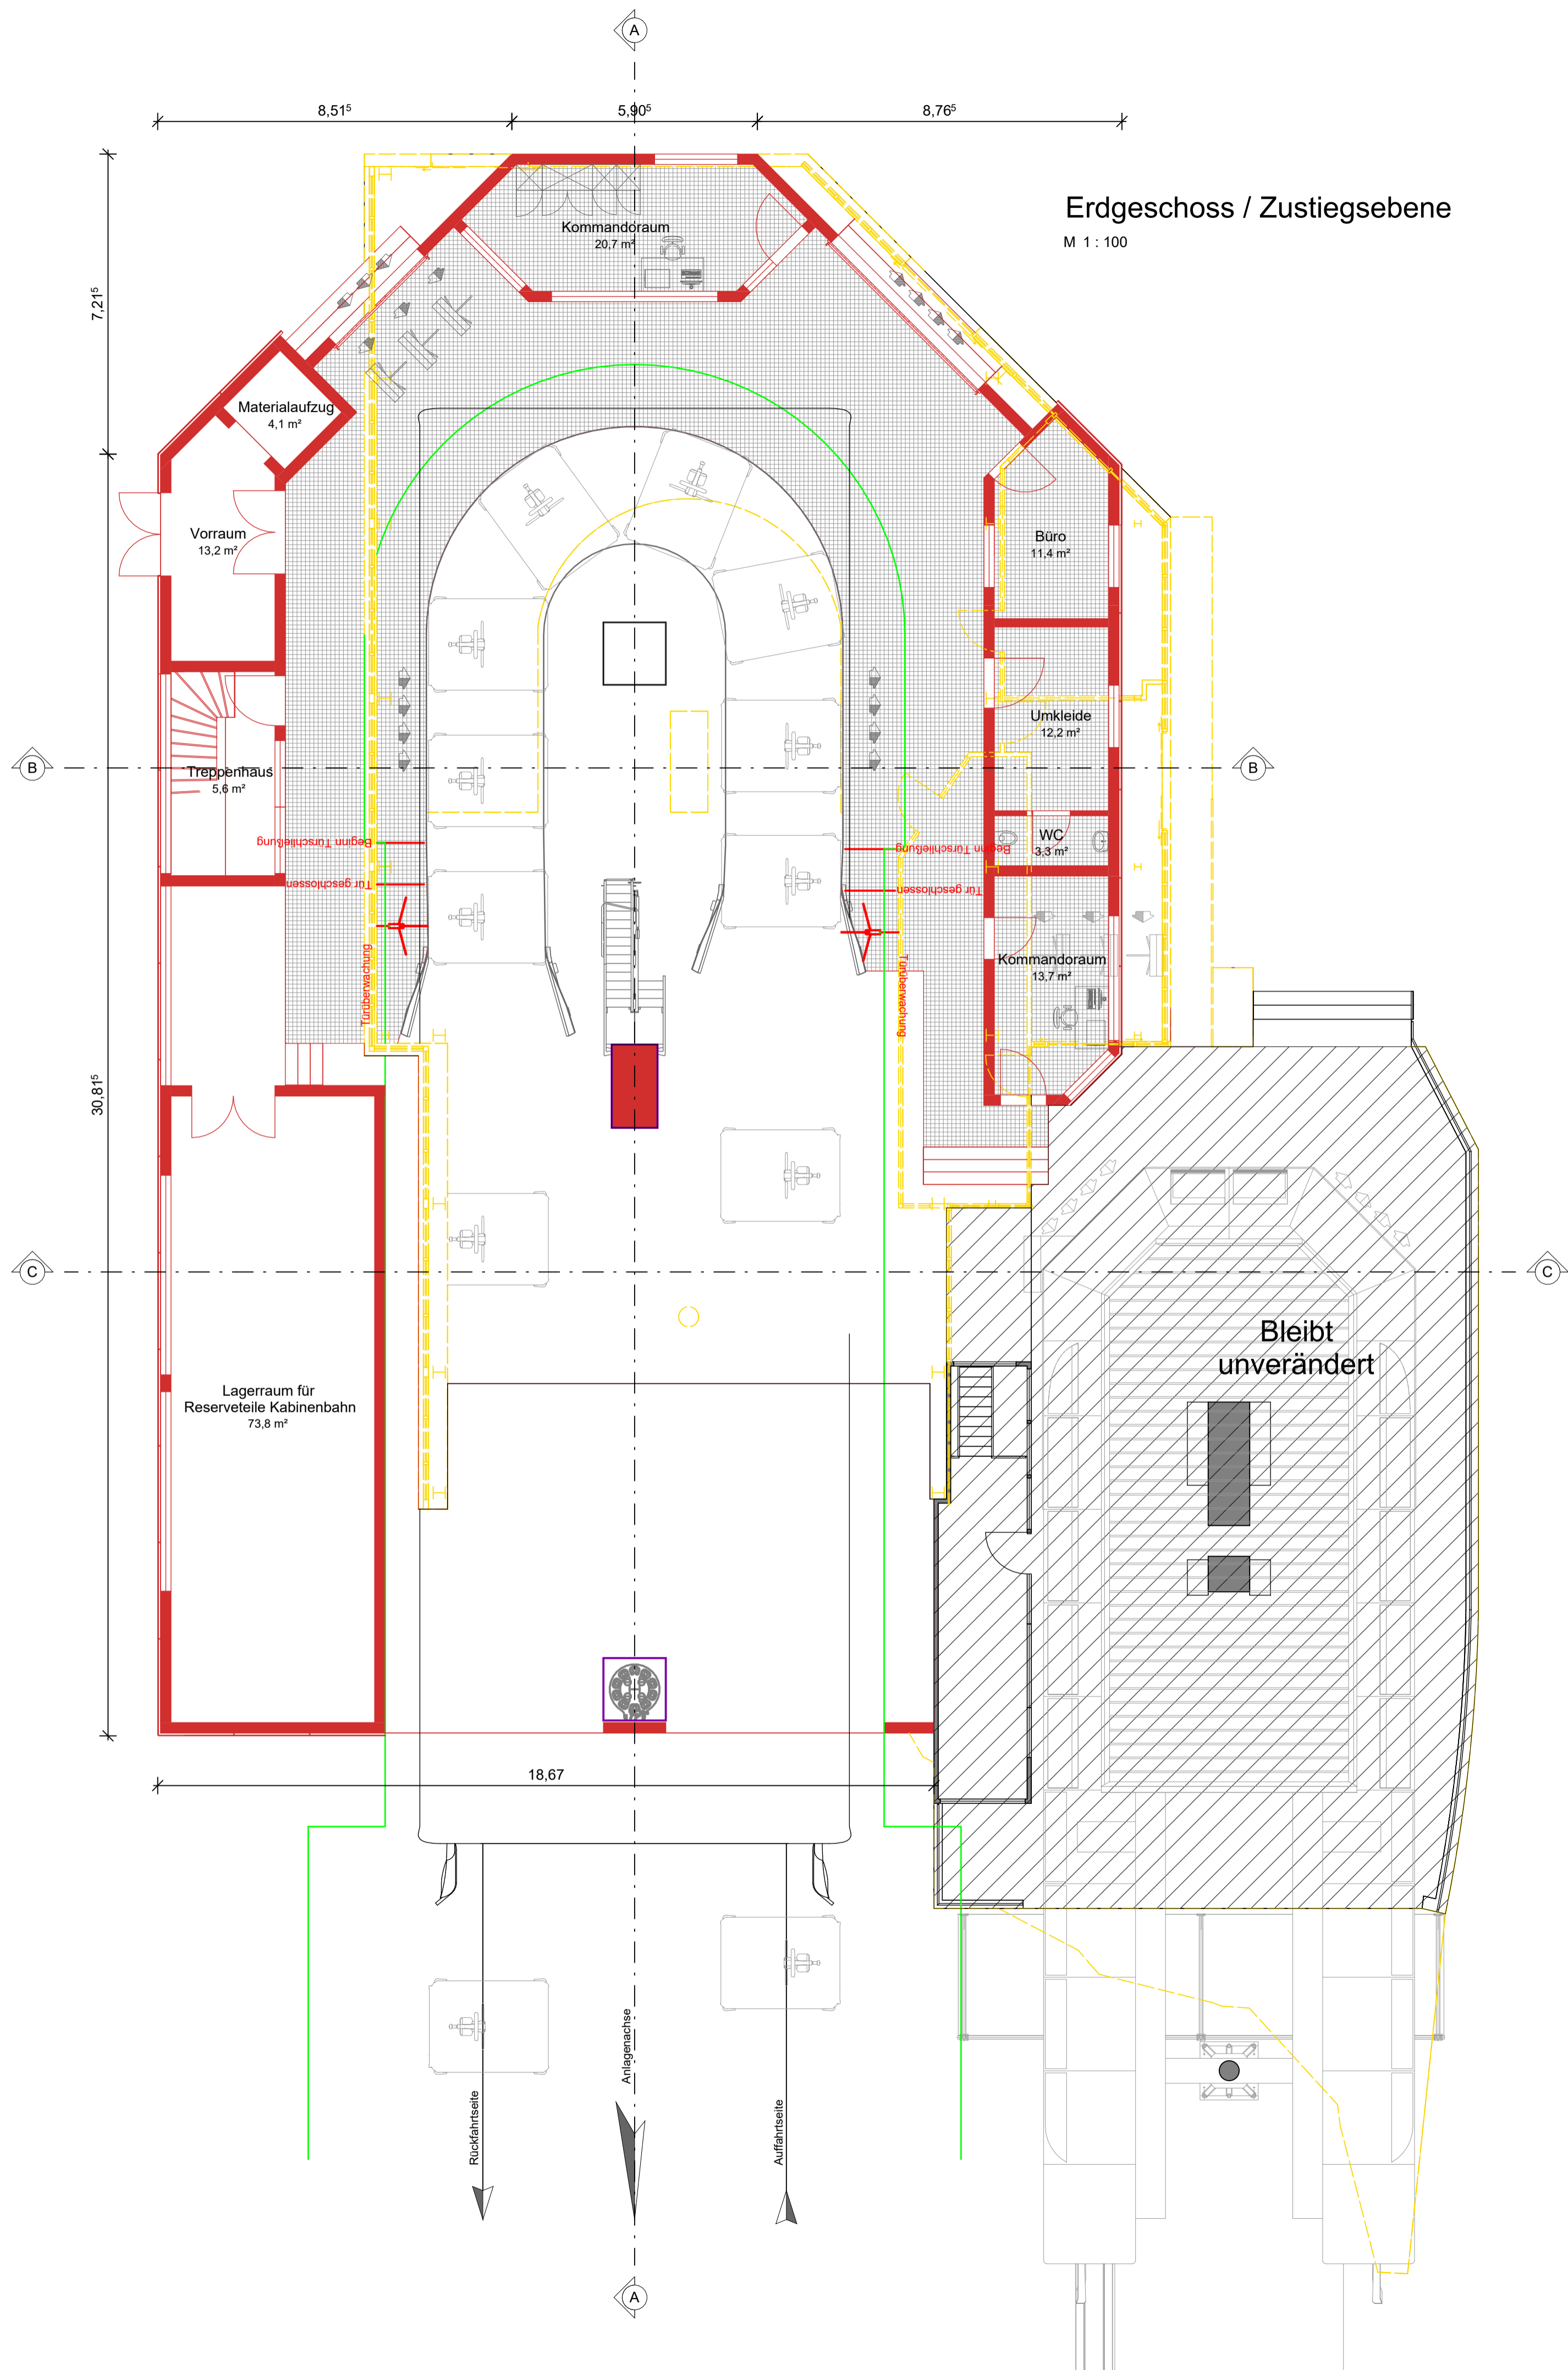 A
8,51⁵
5,90⁵
8,76⁵
Erdgeschoss / Zustiegsebene
M 1 : 100
Kommandoraum
20,7 m²
7,21⁵
Materialaufzug
4,1 m²
Vorraum
13,2 m²
Büro
11,4 m²
Umkleide
12,2 m²
B
B
Treppenhaus
5,6 m²
WC
3,3 m²
Beginn Türschließung
Beginn Türschließung
Tür geschlossen
Tür geschlossen
Türüberwachung
Türüberwachung
Kommandoraum
13,7 m²
30,81⁵
C
C
Bleibt
unverändert
Lagerraum für
Reserveteile Kabinenbahn
73,8 m²
18,67
Rückfahrtseite
Anlagenachse
Auffahrtseite
A